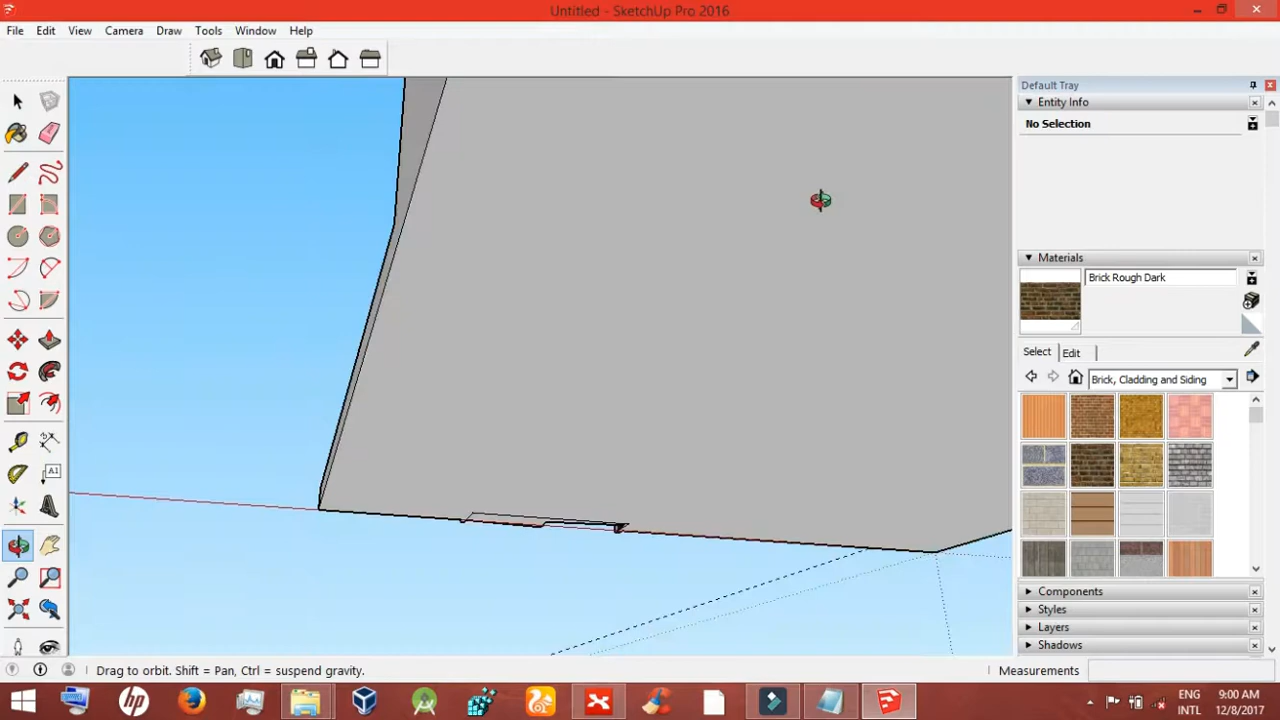 Untitled - SketchUp Pro 2016
File Edit View Camera Draw Tools Window Help
Default Tray
Entity Info
No Selection
Materials
Brick Rough Dark
Select Edit
Brick, Cladding and Siding
A1
Components
Styles
Layers
Shadows
Drag to orbit. Shift = Pan, Ctrl = suspend gravity.
Measurements
hp
ENG 9:00 AM
INTL 12/8/2017